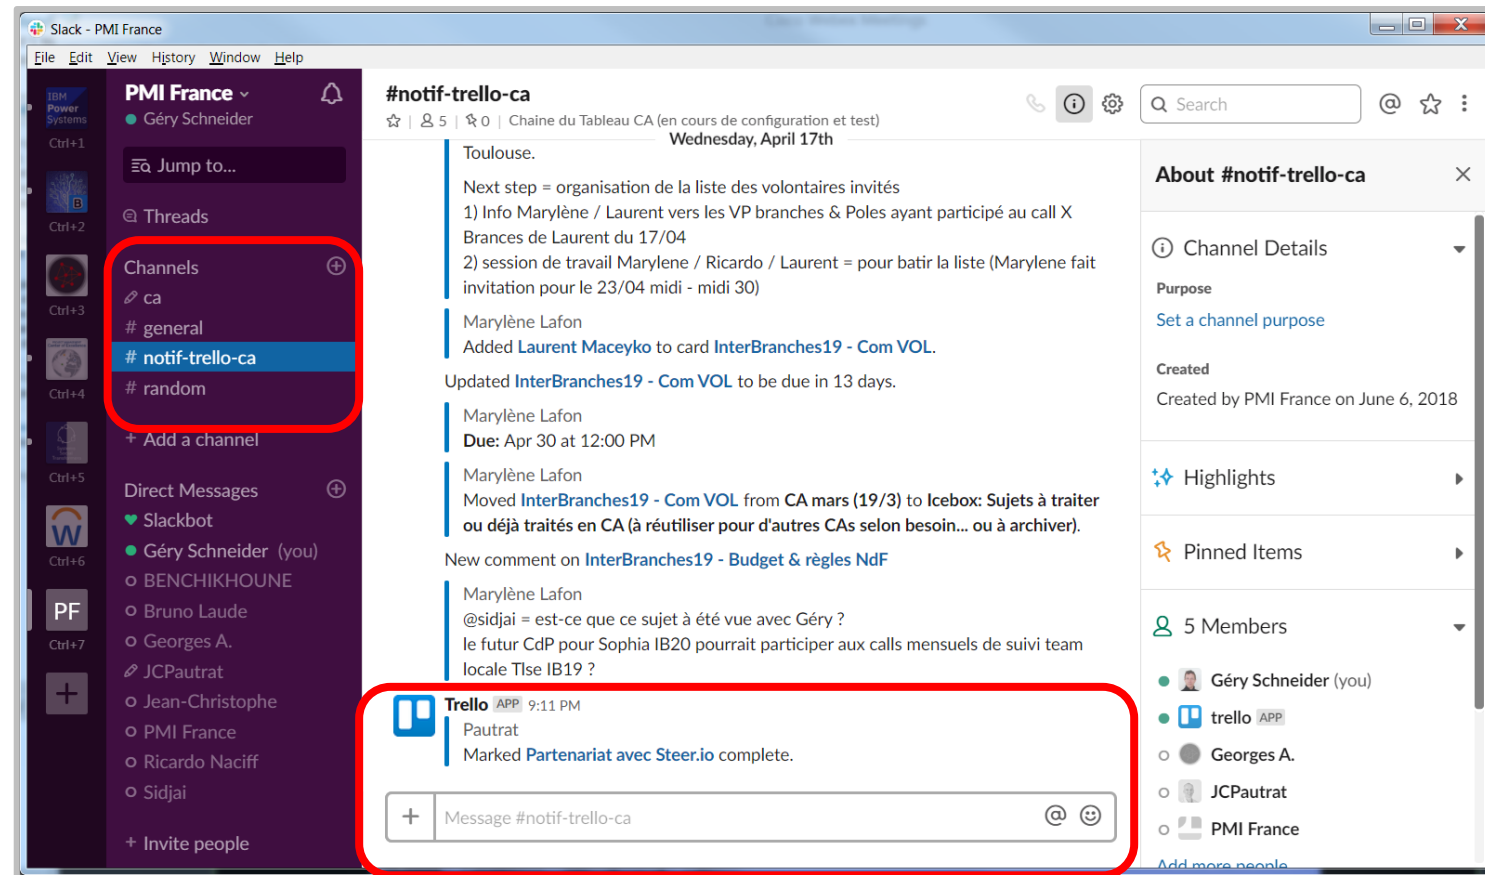 Slack - PMI France
File Edit View History Window Help
IBM
Power
Systems
Ctrl+1
B
Ctrl+2
Ctrl+3
Ctrl+4
Ctrl+5
Ctrl+6
PF
Ctrl+7
+
PMI France
Géry Schneider
Jump to...
Threads
Channels
ca
# general
# notif-trello-ca
# random
+ Add a channel
Direct Messages
Slackbot
Géry Schneider (you)
BENCHIKHOUNE
Bruno Laude
Georges A.
JCPautrat
Jean-Christophe
PMI France
Ricardo Naciff
Sidjai
+ Invite people
#notif-trello-ca
5 | 0 | Chaine du Tableau CA (en cours de configuration et test)
Wednesday, April 17th
Toulouse.
Next step = organisation de la liste des volontaires invités
1) Info Marylène / Laurent vers les VP branches & Poles ayant participé au call X
Brances de Laurent du 17/04
2) session de travail Marylene / Ricardo / Laurent = pour batir la liste (Marylene fait
invitation pour le 23/04 midi - midi 30)
Marylène Lafon
Added Laurent Maceyko to card InterBranches19 - Com VOL.
Updated InterBranches19 - Com VOL to be due in 13 days.
Marylène Lafon
Due: Apr 30 at 12:00 PM
Marylène Lafon
Moved InterBranches19 - Com VOL from CA mars (19/3) to Icebox: Sujets à traiter
ou déjà traités en CA (à réutiliser pour d'autres CAs selon besoin... ou à archiver).
New comment on InterBranches19 - Budget & règles NdF
Marylène Lafon
@sidjai = est-ce que ce sujet à été vue avec Géry ?
le futur CdP pour Sophia IB20 pourrait participer aux calls mensuels de suivi team
locale Tlse IB19 ?
Trello APP 9:11 PM
Pautrat
Marked Partenariat avec Steer.io complete.
+ Message #notif-trello-ca @
Search @
About #notif-trello-ca
Channel Details
Purpose
Set a channel purpose
Created
Created by PMI France on June 6, 2018
Highlights
Pinned Items
5 Members
Géry Schneider (you)
trello APP
Georges A.
JCPautrat
PMI France
Add more people